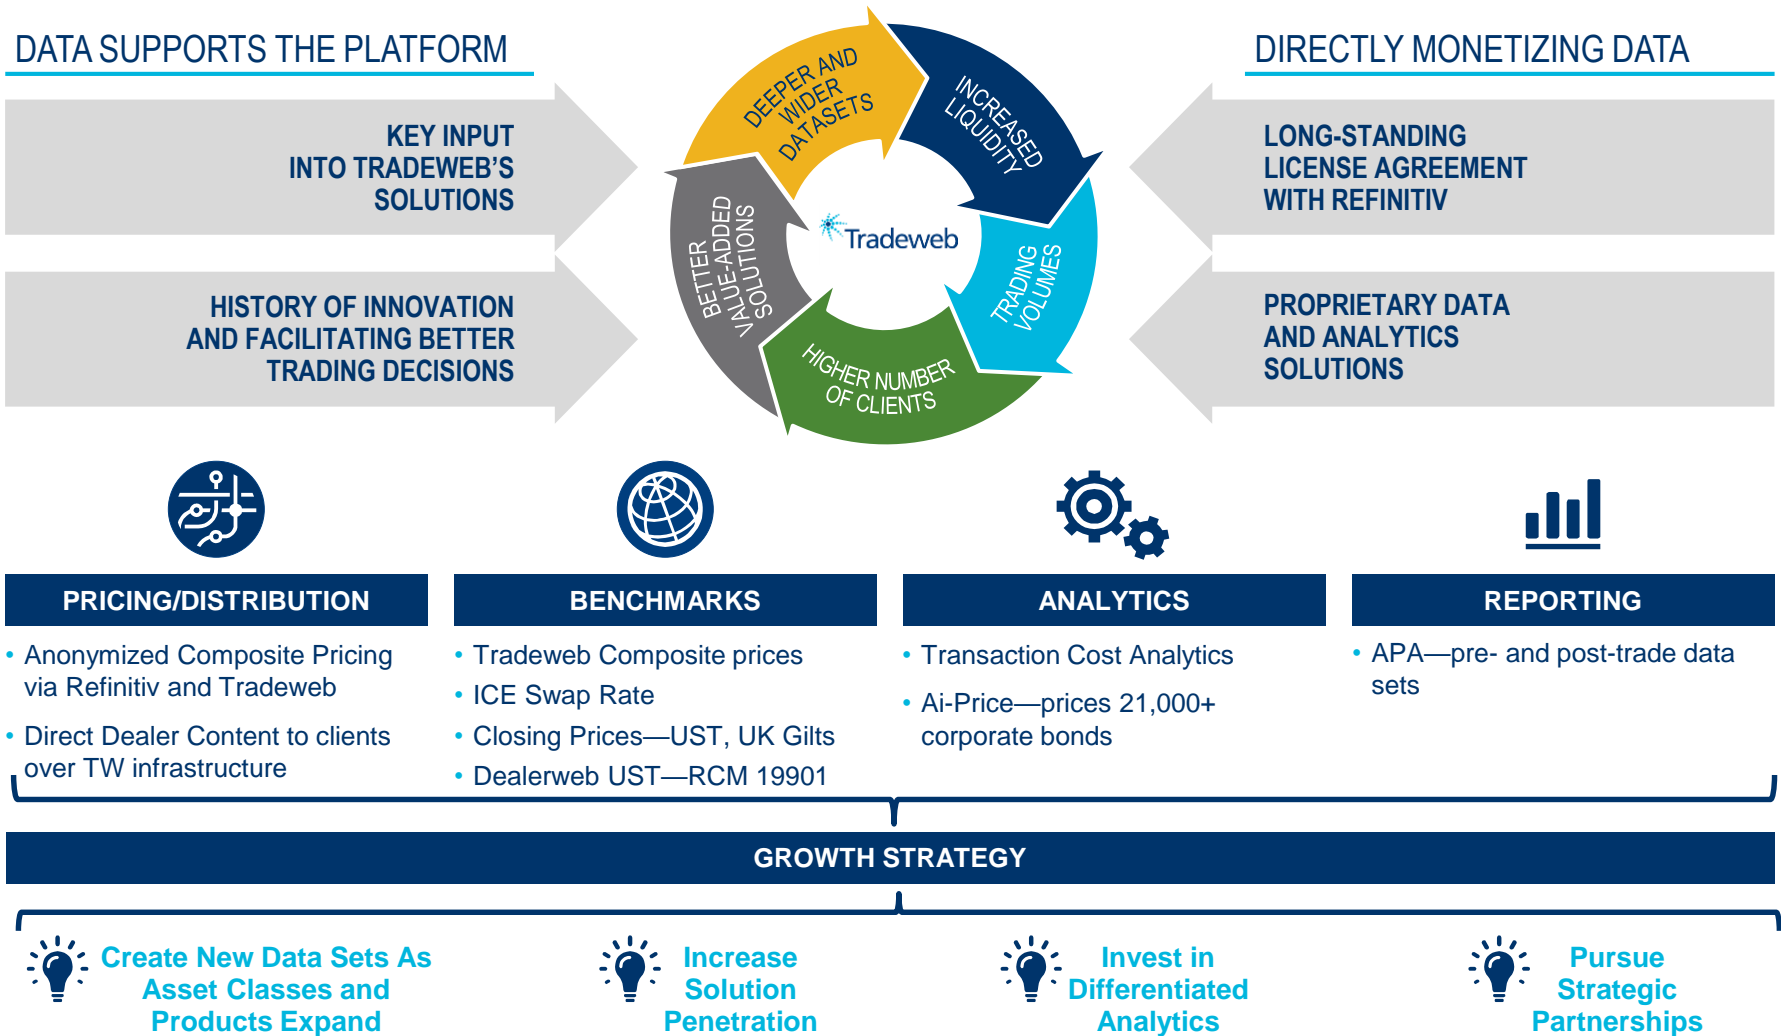 DATA SUPPORTS THE PLATFORM
KEY INPUT
INTO TRADEWEB'S
SOLUTIONS
HISTORY OF INNOVATION
AND FACILITATING BETTER
TRADING DECISIONS
DEEPER AND
WIDER
DATASETS
INCREASED
LIQUIDITY
TRADING
VOLUMES
HIGHER NUMBER
OF CLIENTS
BETTER
VALUE-ADDED
SOLUTIONS
Tradeweb
DIRECTLY MONETIZING DATA
LONG-STANDING
LICENSE AGREEMENT
WITH REFINITIV
PROPRIETARY DATA
AND ANALYTICS
SOLUTIONS
PRICING/DISTRIBUTION
• Anonymized Composite Pricing
via Refinitiv and Tradeweb
• Direct Dealer Content to clients
over TW infrastructure
BENCHMARKS
• Tradeweb Composite prices
• ICE Swap Rate
• Closing Prices—UST, UK Gilts
• Dealerweb UST—RCM 19901
ANALYTICS
• Transaction Cost Analytics
• Ai-Price—prices 21,000+
corporate bonds
REPORTING
• APA—pre- and post-trade data
sets
GROWTH STRATEGY
Create New Data Sets As
Asset Classes and
Products Expand
Increase
Solution
Penetration
Invest in
Differentiated
Analytics
Pursue
Strategic
Partnerships